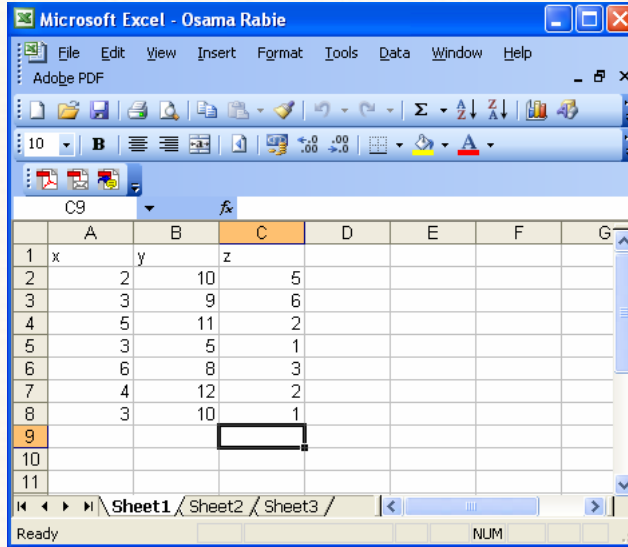 Microsoft Excel - Osama Rabie
File Edit View Insert Format Tools Data Window Help
Adobe PDF
10 B
C9 fx
A B C D E F G
1 x y z
2 2 10 5
3 3 9 6
4 5 11 2
5 3 5 1
6 6 8 3
7 4 12 2
8 3 10 1
9
10
11
Sheet1 / Sheet2 / Sheet3 /
Ready NUM